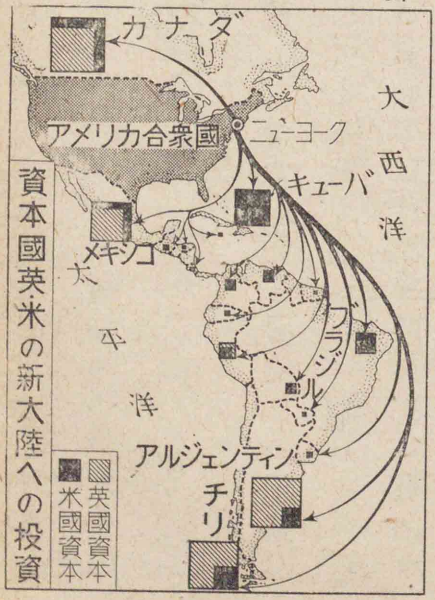 カナダ
大西洋
アメリカ合衆國
ニューヨーク
キューバ
メキシコ
太平洋
ブラジル
アルジェンティン
チリ
資本國英・米の新大陸への投資
英國資本
米國資本